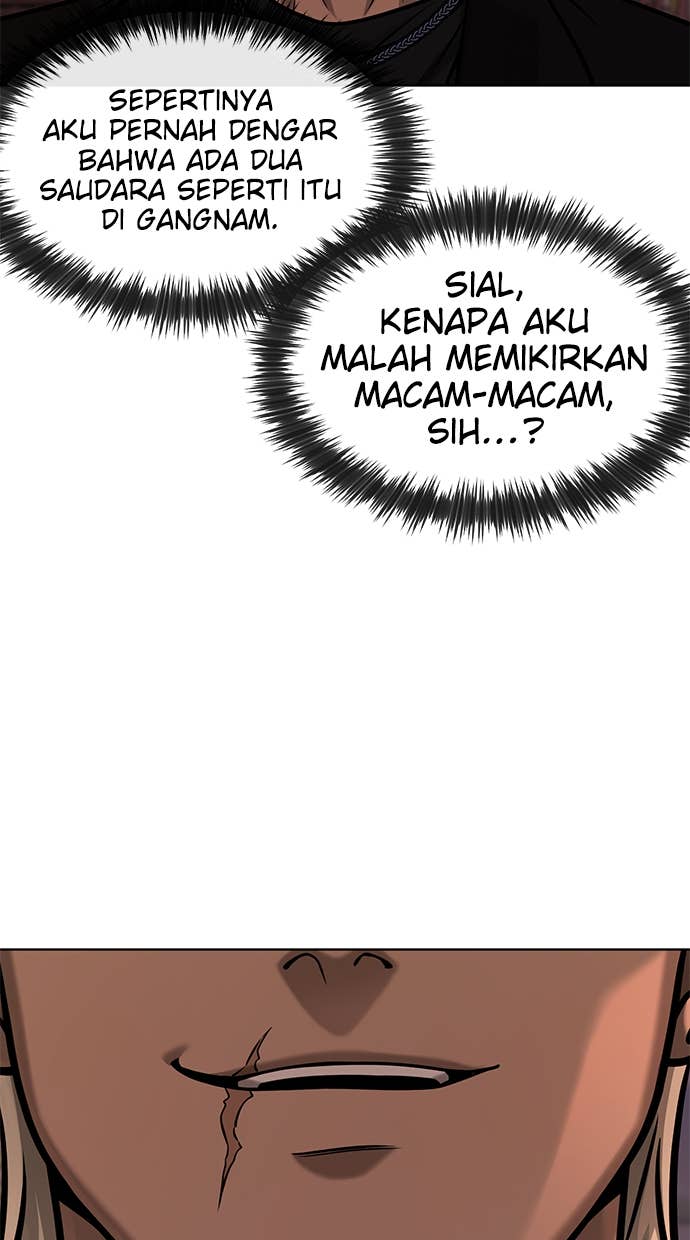 SEPERTINYA
AKU PERNAH DENGAR
BAHWA ADA DUA
SAUDARA SEPERTI ITU
DI GANGNAM.
SIAL,
KENAPA AKU
MALAH MEMIKIRKAN
MACAM-MACAM,
SIH...?